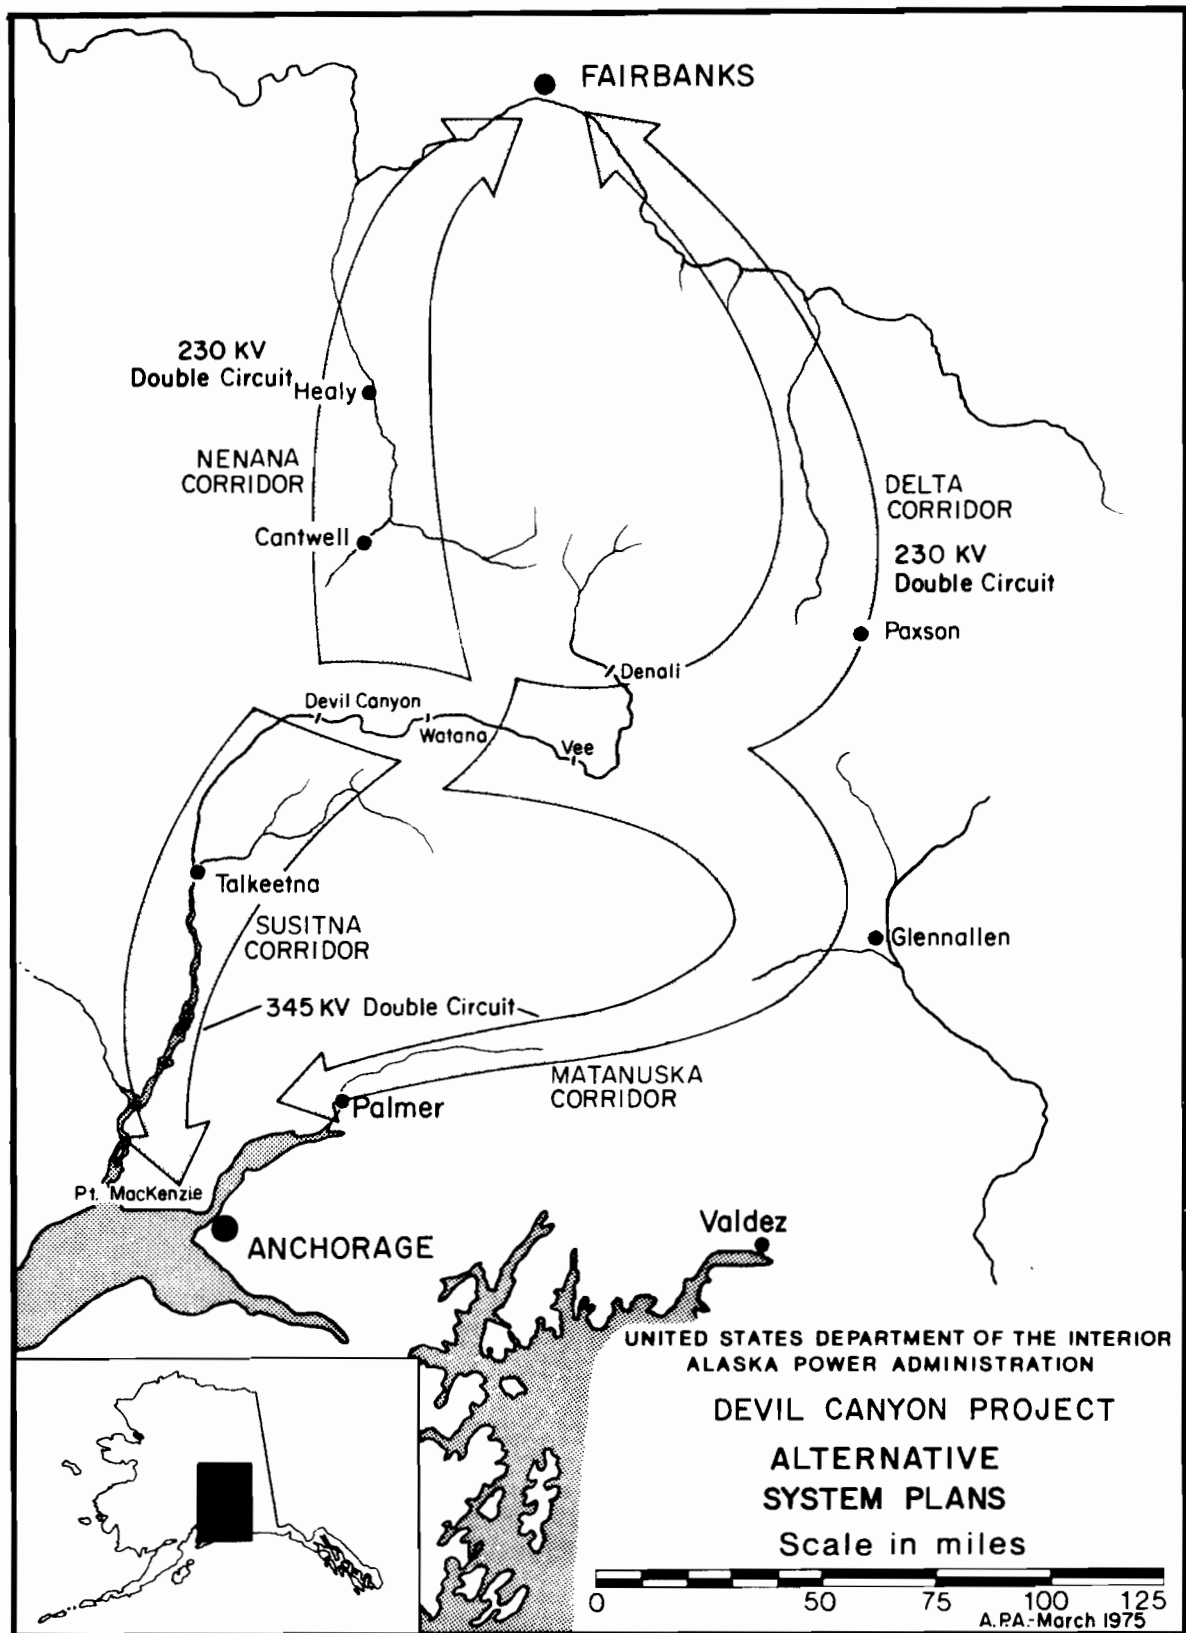 FAIRBANKS
230 KV
Double Circuit
Healy
NENANA
CORRIDOR
Cantwell
DELTA
CORRIDOR
230 KV
Double Circuit
Paxson
Denali
Devil Canyon
Watana
Vee
Talkeetna
SUSITNA
CORRIDOR
Glennallen
345 KV Double Circuit
MATANUSKA
CORRIDOR
Palmer
Pt. MacKenzie
ANCHORAGE
Valdez
UNITED STATES DEPARTMENT OF THE INTERIOR
ALASKA POWER ADMINISTRATION
DEVIL CANYON PROJECT
ALTERNATIVE
SYSTEM PLANS
Scale in miles
0 50 75 100 125
A.P.A.-March 1975